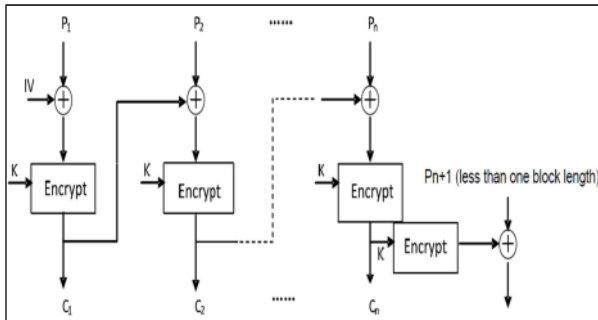 P1 P2 ...... Pn
IV
K Encrypt K Encrypt K Encrypt Pn+1 (less than one block length)
K Encrypt
C1 C2 ...... Cn